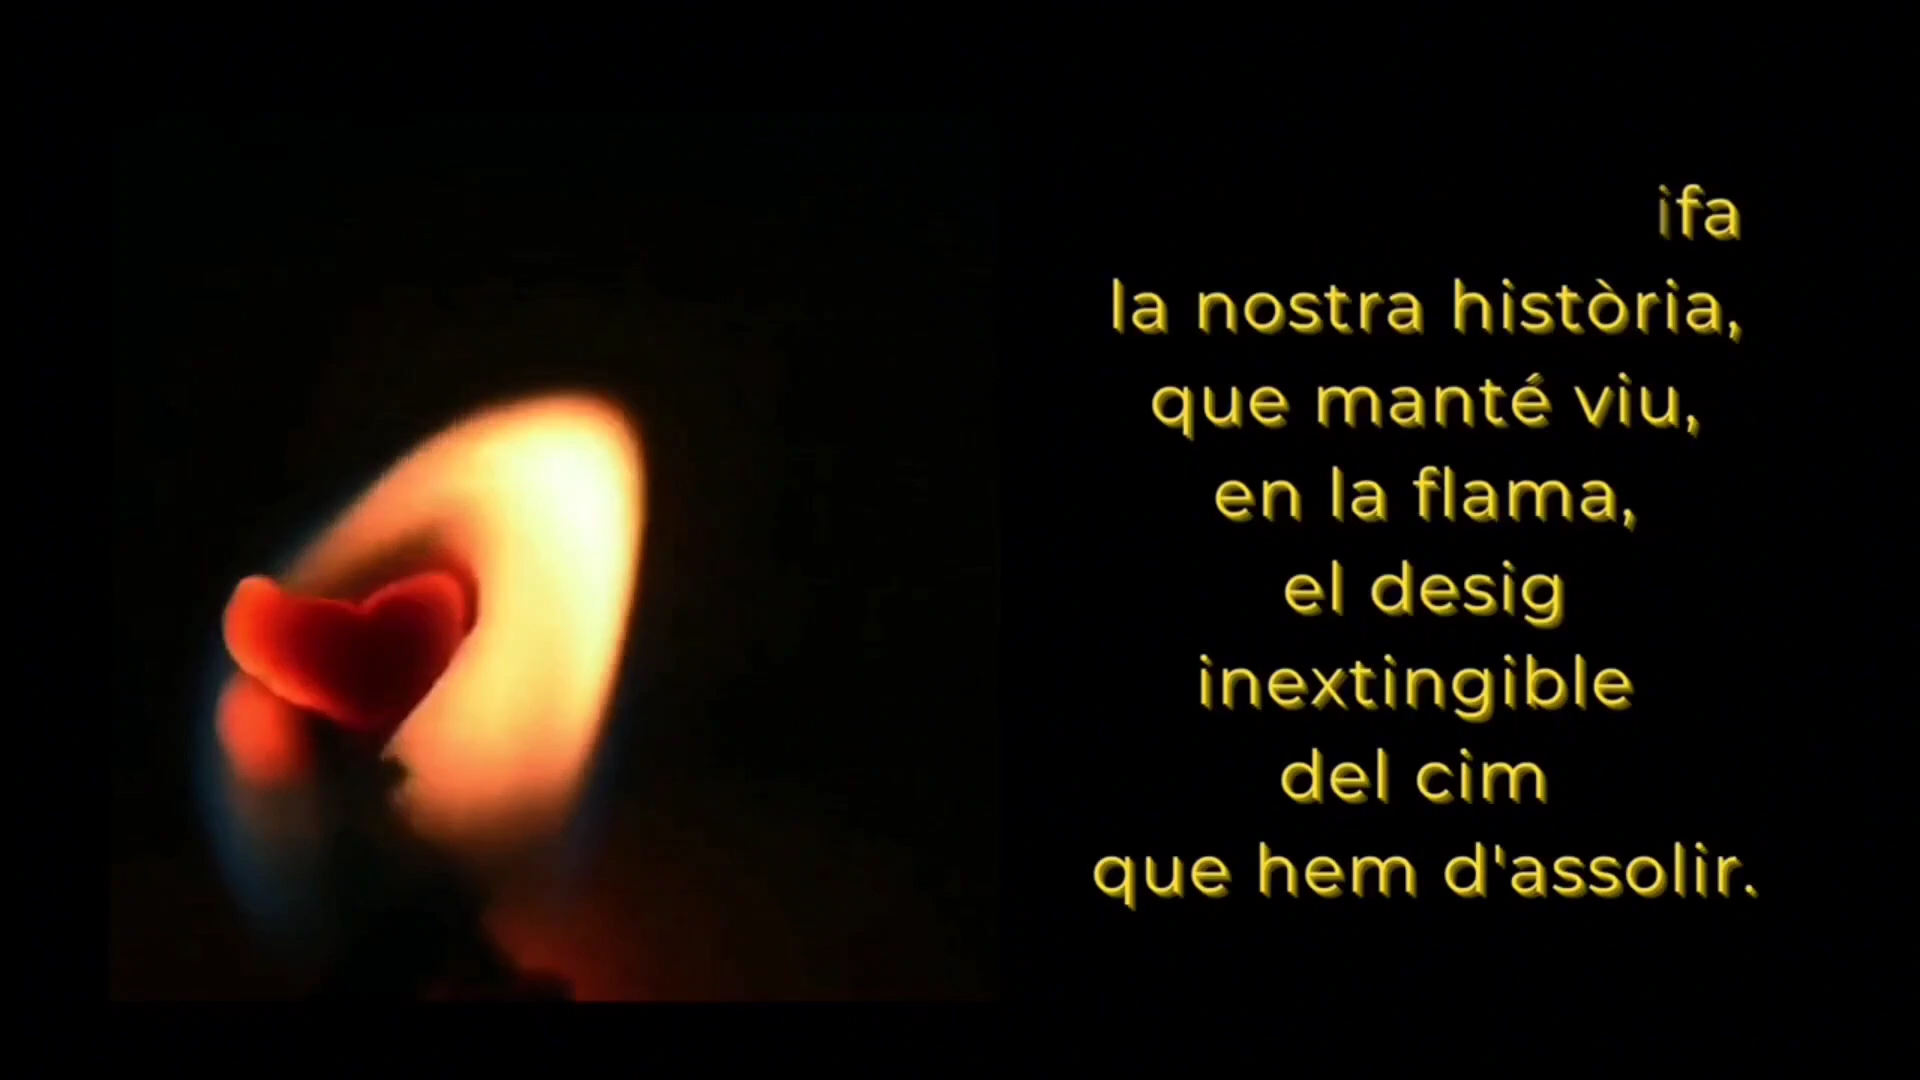 ifa
la nostra història,
que manté viu,
en la flama,
el desig
inextingible
del cim
que hem d'assolir.